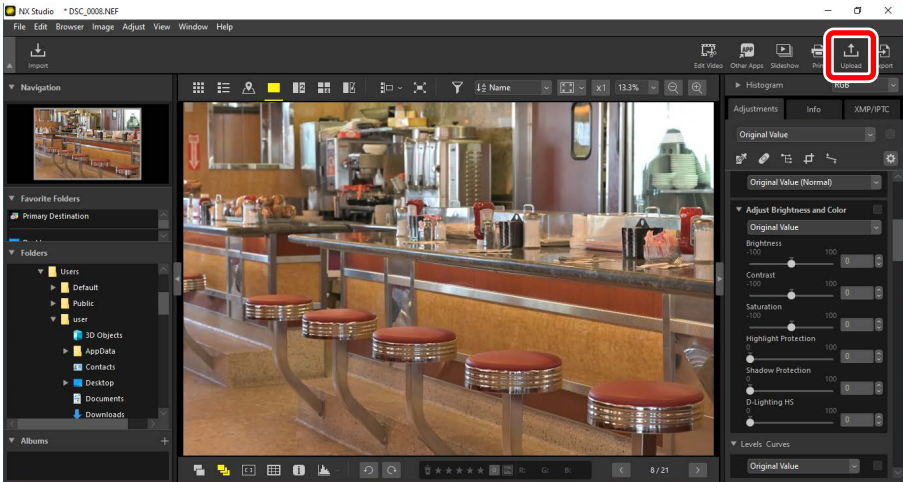 NX Studio * DSC_0008.NEF
File Edit Browser Image Adjust View Window Help
Import
Edit Video Other Apps Slideshow Print Upload Export
APP
Navigation
Name
x1 13.3%
Histogram RGB
Adjustments Info XMP/IPTC
Original Value
Original Value (Normal)
Favorite Folders
Primary Destination
Adjust Brightness and Color
Original Value
Folders
Users
Default
Public
user
3D Objects
AppData
Contacts
Desktop
Documents
Downloads
Brightness
-100 100
0
Contrast
-100 100
0
Saturation
-100 100
0
Highlight Protection
0 100
0
Shadow Protection
0 100
0
D-Lighting HS
0 100
0
Levels Curves
Original Value
Albums
R: G: B:
8/21